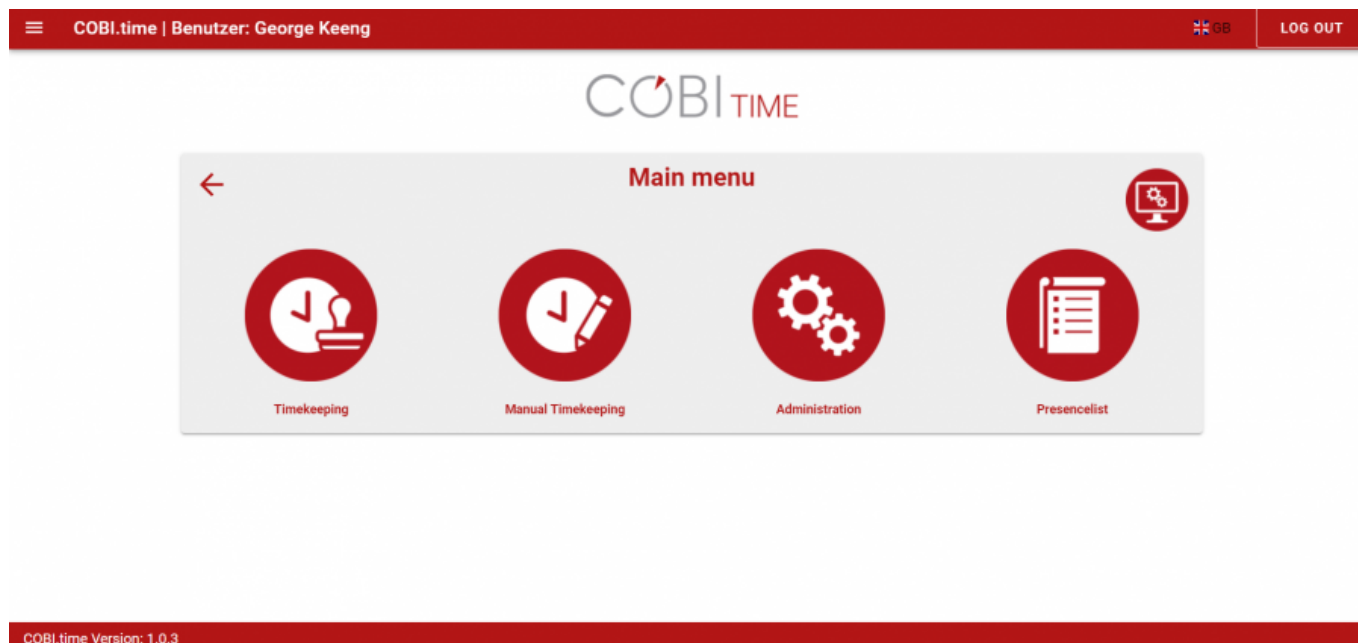 COBI.time | Benutzer: George Keeng
GB
LOG OUT
COBI TIME
Main menu
Timekeeping
Manual Timekeeping
Administration
Presencelist
COBI.time Version: 1.0.3